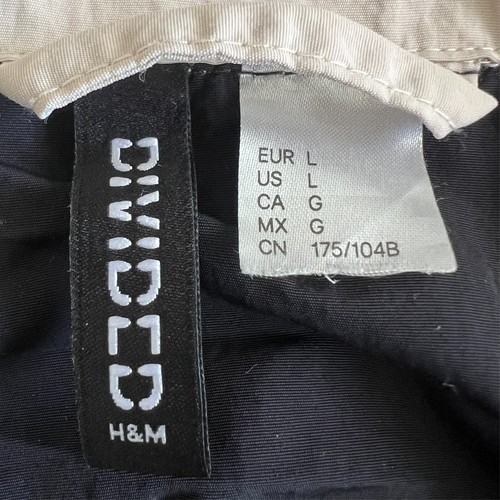 DIVIDED
H&M
EUR L
US L
CA G
MX G
CN 175/104B